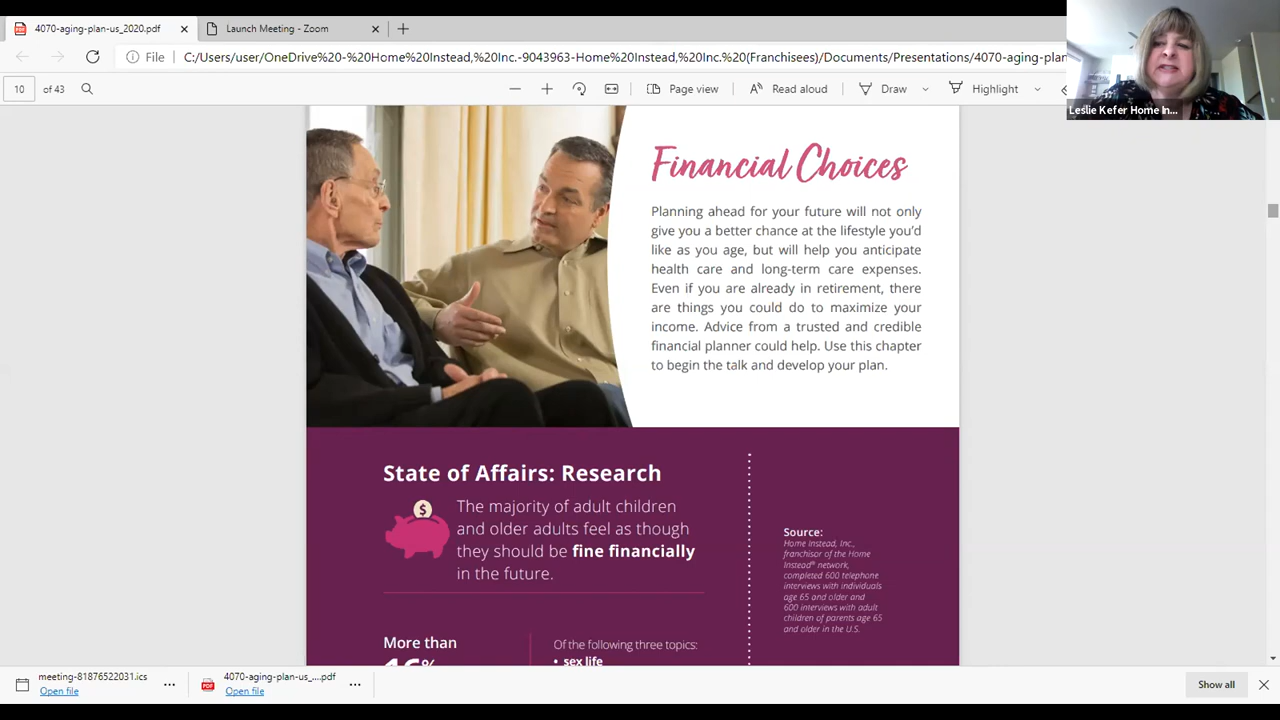 4070-aging-plan-us_2020.pdf
Launch Meeting - Zoom
File
C:/Users/user/OneDrive%20-%20Home%20Instead,%20Inc.-9043963-Home%20Instead,%20Inc.%20(Franchisees)/Documents/Presentations/4070-aging-plan
10 of 43
Page view
Read aloud
Draw
Highlight
Leslie Kefer Home In...
Financial Choices
Planning ahead for your future will not only
give you a better chance at the lifestyle you'd
like as you age, but will help you anticipate
health care and long-term care expenses.
Even if you are already in retirement, there
are things you could do to maximize your
income. Advice from a trusted and credible
financial planner could help. Use this chapter
to begin the talk and develop your plan.
State of Affairs: Research
$
The majority of adult children
and older adults feel as though
they should be fine financially
in the future.
Source:
Home Instead, Inc.,
franchisor of the Home
Instead® network,
completed 600 telephone
interviews with individuals
age 65 and older and
600 interviews with adult
children of parents age 65
and older in the U.S.
More than
Of the following three topics:
• sex life
meeting-81876522031.ics
Open file
4070-aging-plan-us_....pdf
Open file
Show all